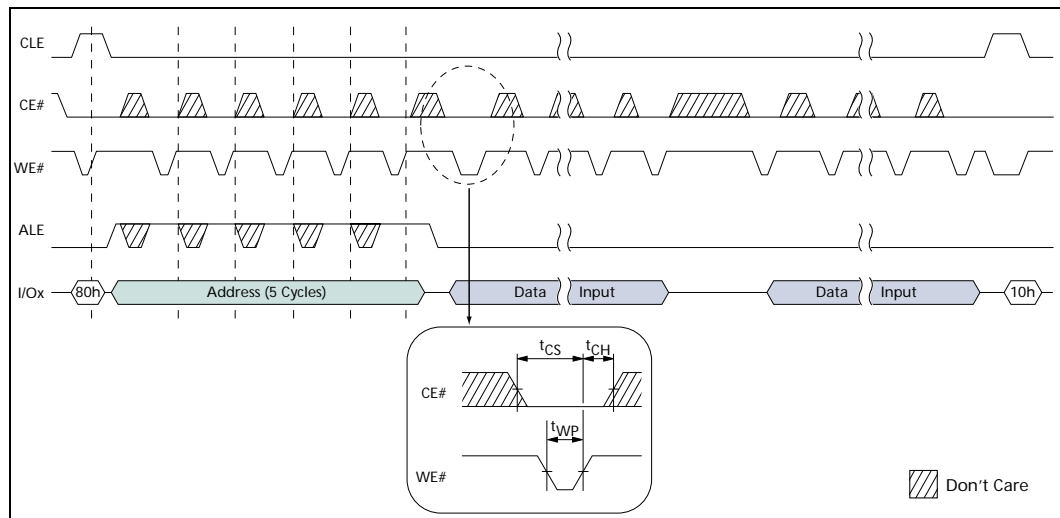 CLE
CE#
WE#
ALE
I/Ox
80h
Address (5 Cycles)
Data Input
Data Input
10h
tCS
tCH
CE#
tWP
WE#
Don't Care